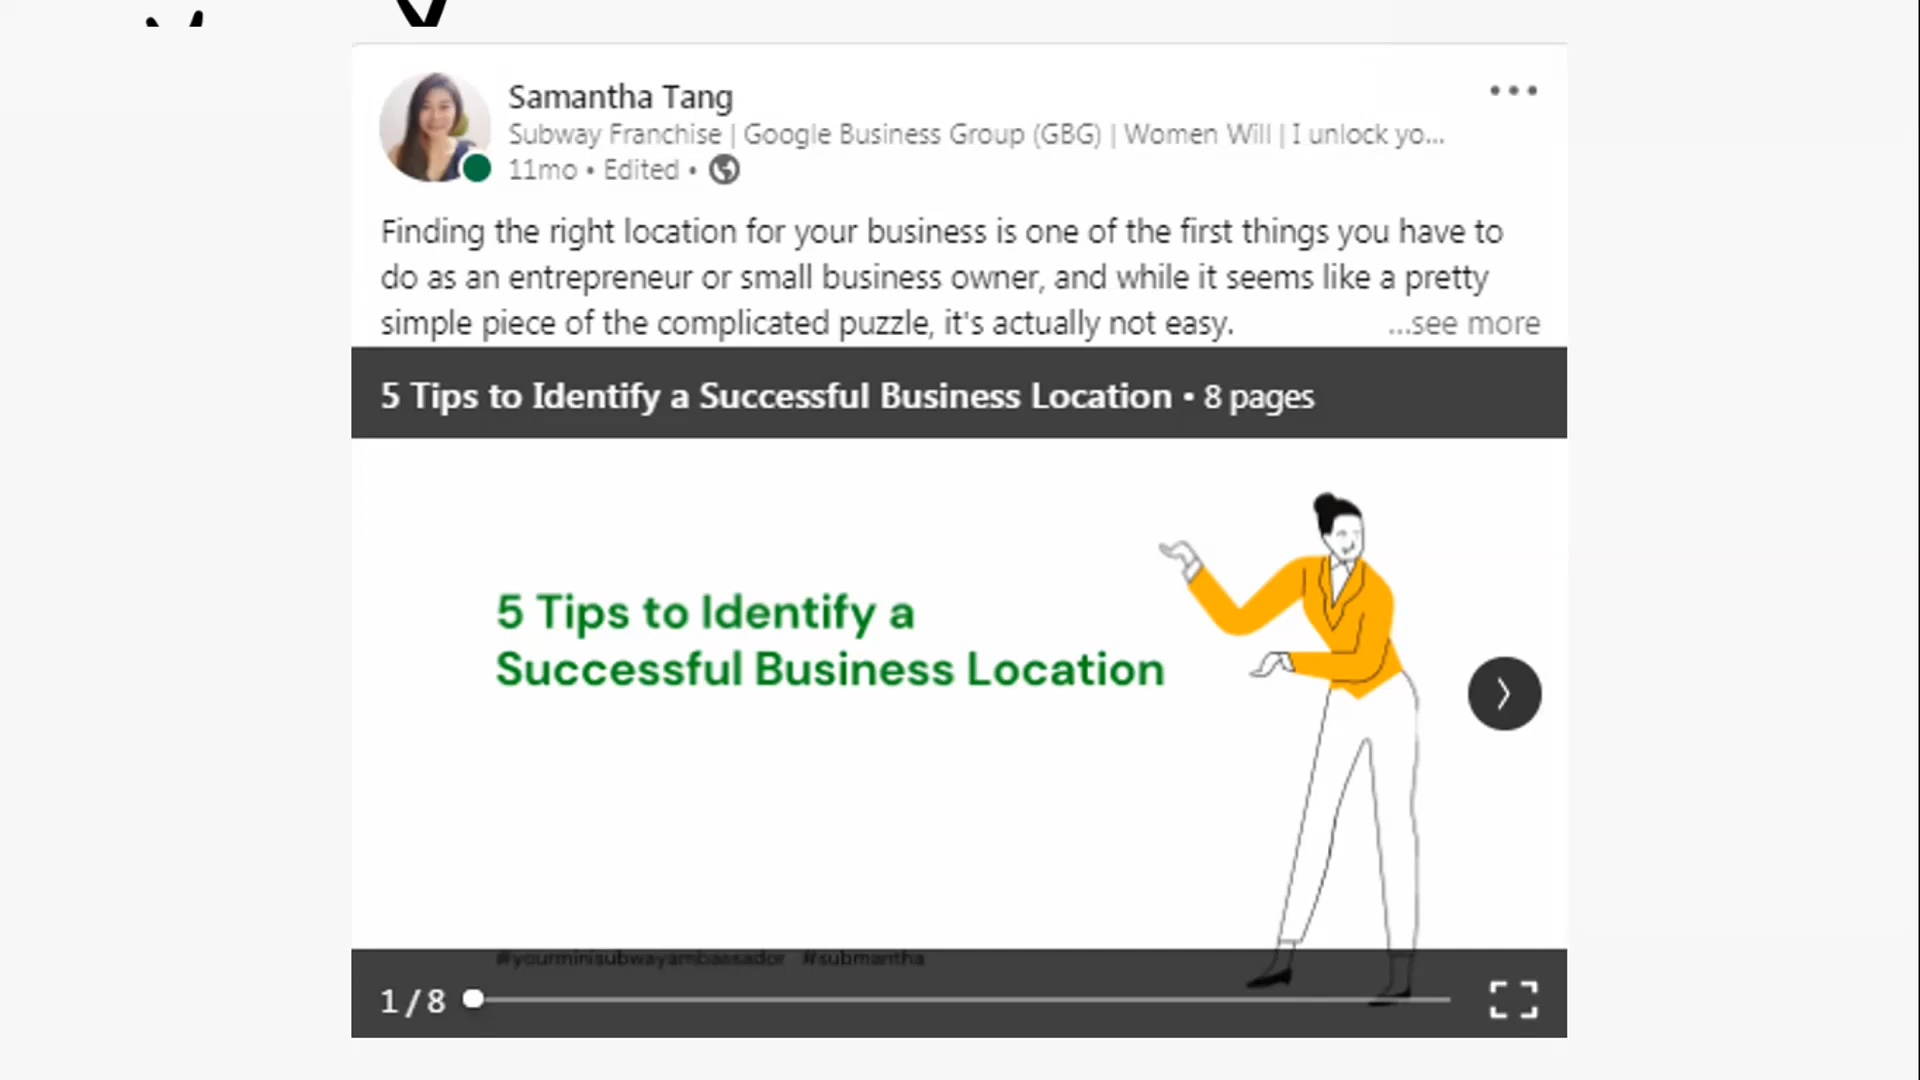 Samantha Tang
Subway Franchise | Google Business Group (GBG) | Women Will | I unlock yo...
11mo • Edited •
Finding the right location for your business is one of the first things you have to
do as an entrepreneur or small business owner, and while it seems like a pretty
simple piece of the complicated puzzle, it's actually not easy. ...see more
5 Tips to Identify a Successful Business Location • 8 pages
5 Tips to Identify a
Successful Business Location
#yourminisubwayambassador #submantha
1 / 8